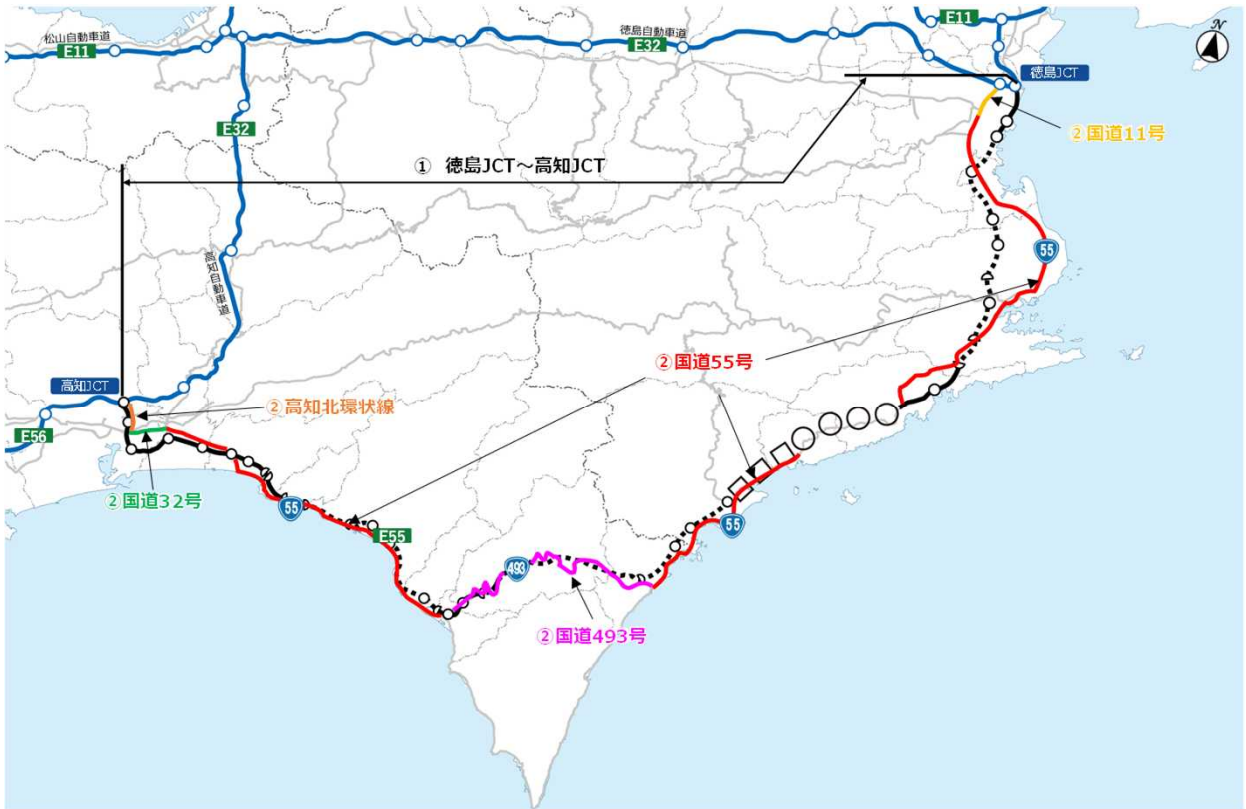 E11
松山自動車道
E11
徳島自動車道
E32
N
徳島JCT
②国道11号
E32
① 徳島JCT～高知JCT
高知自動車道
55
②国道55号
高知JCT
②高知北環状線
E56
②国道32号
55
E55
55
493
②国道493号